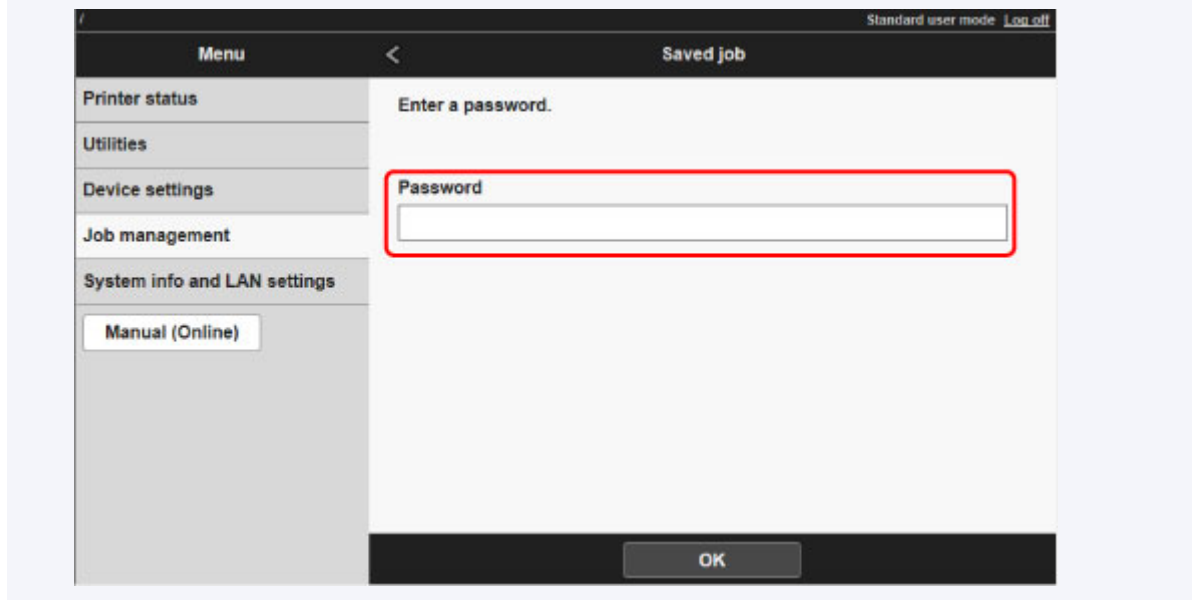 /
Standard user mode Log off
Menu
<
Saved job
Printer status
Utilities
Device settings
Job management
System info and LAN settings
Manual (Online)
Enter a password.
Password
OK